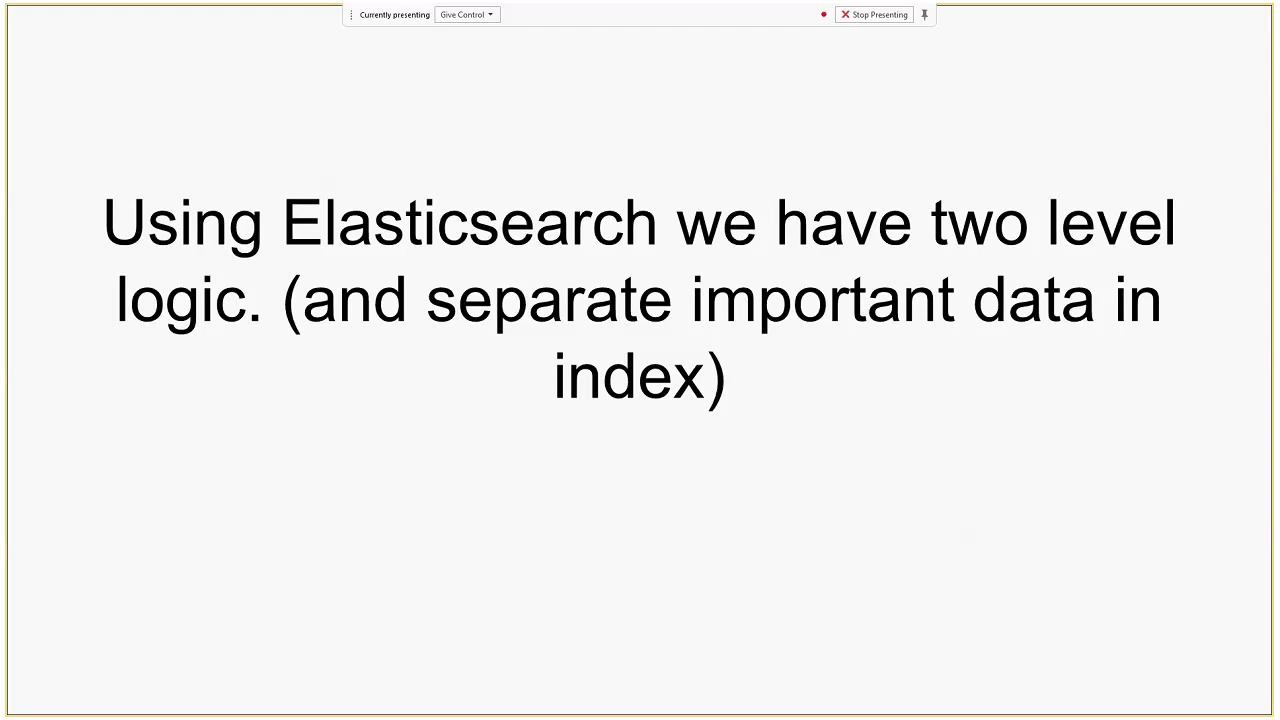 Currently presenting Give Control Stop Presenting
Using Elasticsearch we have two level
logic. (and separate important data in
index)